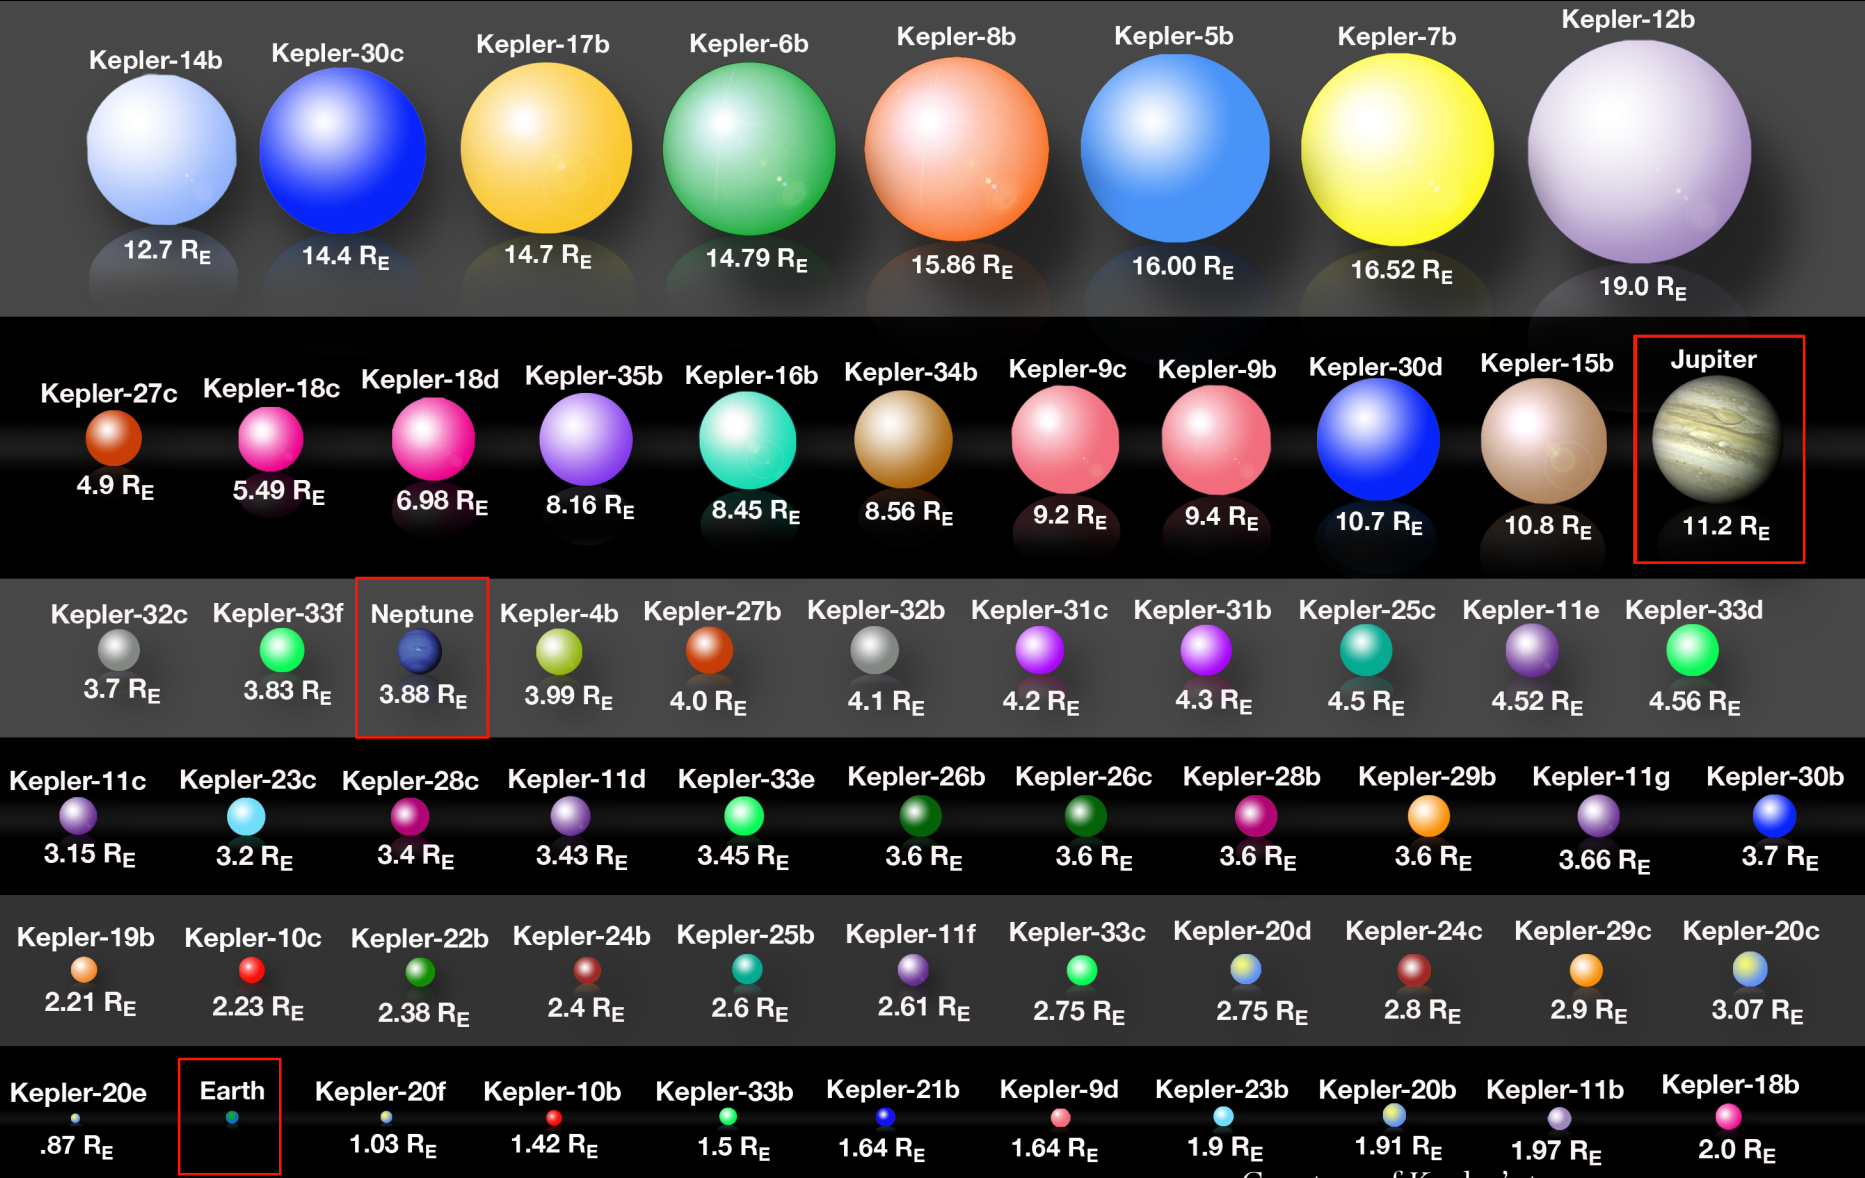 Kepler-14b Kepler-30c Kepler-17b Kepler-6b Kepler-8b Kepler-5b Kepler-7b Kepler-12b
12.7 RE 14.4 RE 14.7 RE 14.79 RE 15.86 RE 16.00 RE 16.52 RE 19.0 RE
Kepler-27c Kepler-18c Kepler-18d Kepler-35b Kepler-16b Kepler-34b Kepler-9c Kepler-9b Kepler-30d Kepler-15b Jupiter
4.9 RE 5.49 RE 6.98 RE 8.16 RE 8.45 RE 8.56 RE 9.2 RE 9.4 RE 10.7 RE 10.8 RE 11.2 RE
Kepler-32c Kepler-33f Neptune Kepler-4b Kepler-27b Kepler-32b Kepler-31c Kepler-31b Kepler-25c Kepler-11e Kepler-33d
3.7 RE 3.83 RE 3.88 RE 3.99 RE 4.0 RE 4.1 RE 4.2 RE 4.3 RE 4.5 RE 4.52 RE 4.56 RE
Kepler-11c Kepler-23c Kepler-28c Kepler-11d Kepler-33e Kepler-26b Kepler-26c Kepler-28b Kepler-29b Kepler-11g Kepler-30b
3.15 RE 3.2 RE 3.4 RE 3.43 RE 3.45 RE 3.6 RE 3.6 RE 3.6 RE 3.6 RE 3.66 RE 3.7 RE
Kepler-19b Kepler-10c Kepler-22b Kepler-24b Kepler-25b Kepler-11f Kepler-33c Kepler-20d Kepler-24c Kepler-29c Kepler-20c
2.21 RE 2.23 RE 2.38 RE 2.4 RE 2.6 RE 2.61 RE 2.75 RE 2.75 RE 2.8 RE 2.9 RE 3.07 RE
Kepler-20e Earth Kepler-20f Kepler-10b Kepler-33b Kepler-21b Kepler-9d Kepler-23b Kepler-20b Kepler-11b Kepler-18b
.87 RE 1.03 RE 1.42 RE 1.5 RE 1.64 RE 1.64 RE 1.9 RE 1.91 RE 1.97 RE 2.0 RE